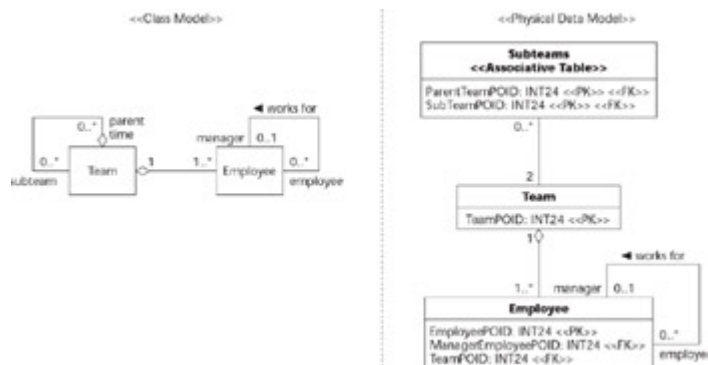 <<Class Model>>
0..*
parent
time
◄ works for
manager
0..1
0..*
subteam
Team
1
1..*
Employee
0..*
employee
<<Physical Data Model>>
Subteams
<<Associative Table>>
ParentTeamPOID: INT24 <<PK>> <<FK>>
SubTeamPOID: INT24 <<PK>> <<FK>>
0..*
2
Team
TeamPOID: INT24 <<PK>>
1
◄ works for
1..*
manager
0..1
Employee
EmployeePOID: INT24 <<PK>>
ManagerEmployeePOID: INT24 <<FK>>
TeamPOID: INT24 <<FK>>
0..*
employe